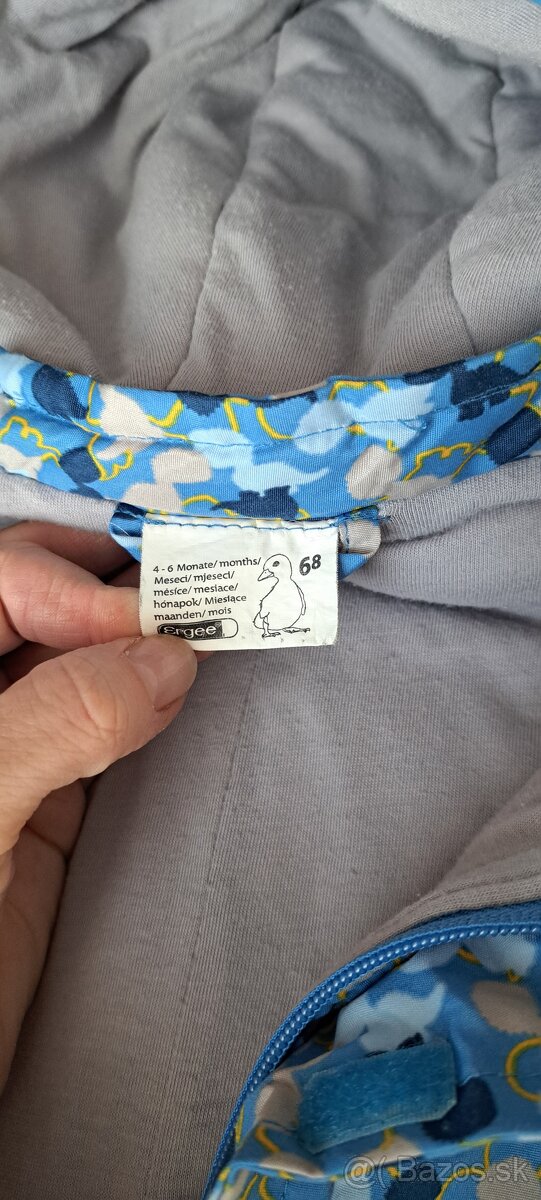 4 - 6 Monate/months/
Meseci/mjeseci/
měsíce/mesiace/
hónapok/Miesiące
maanden/mois
Ergee
68
@( Bazos.sk